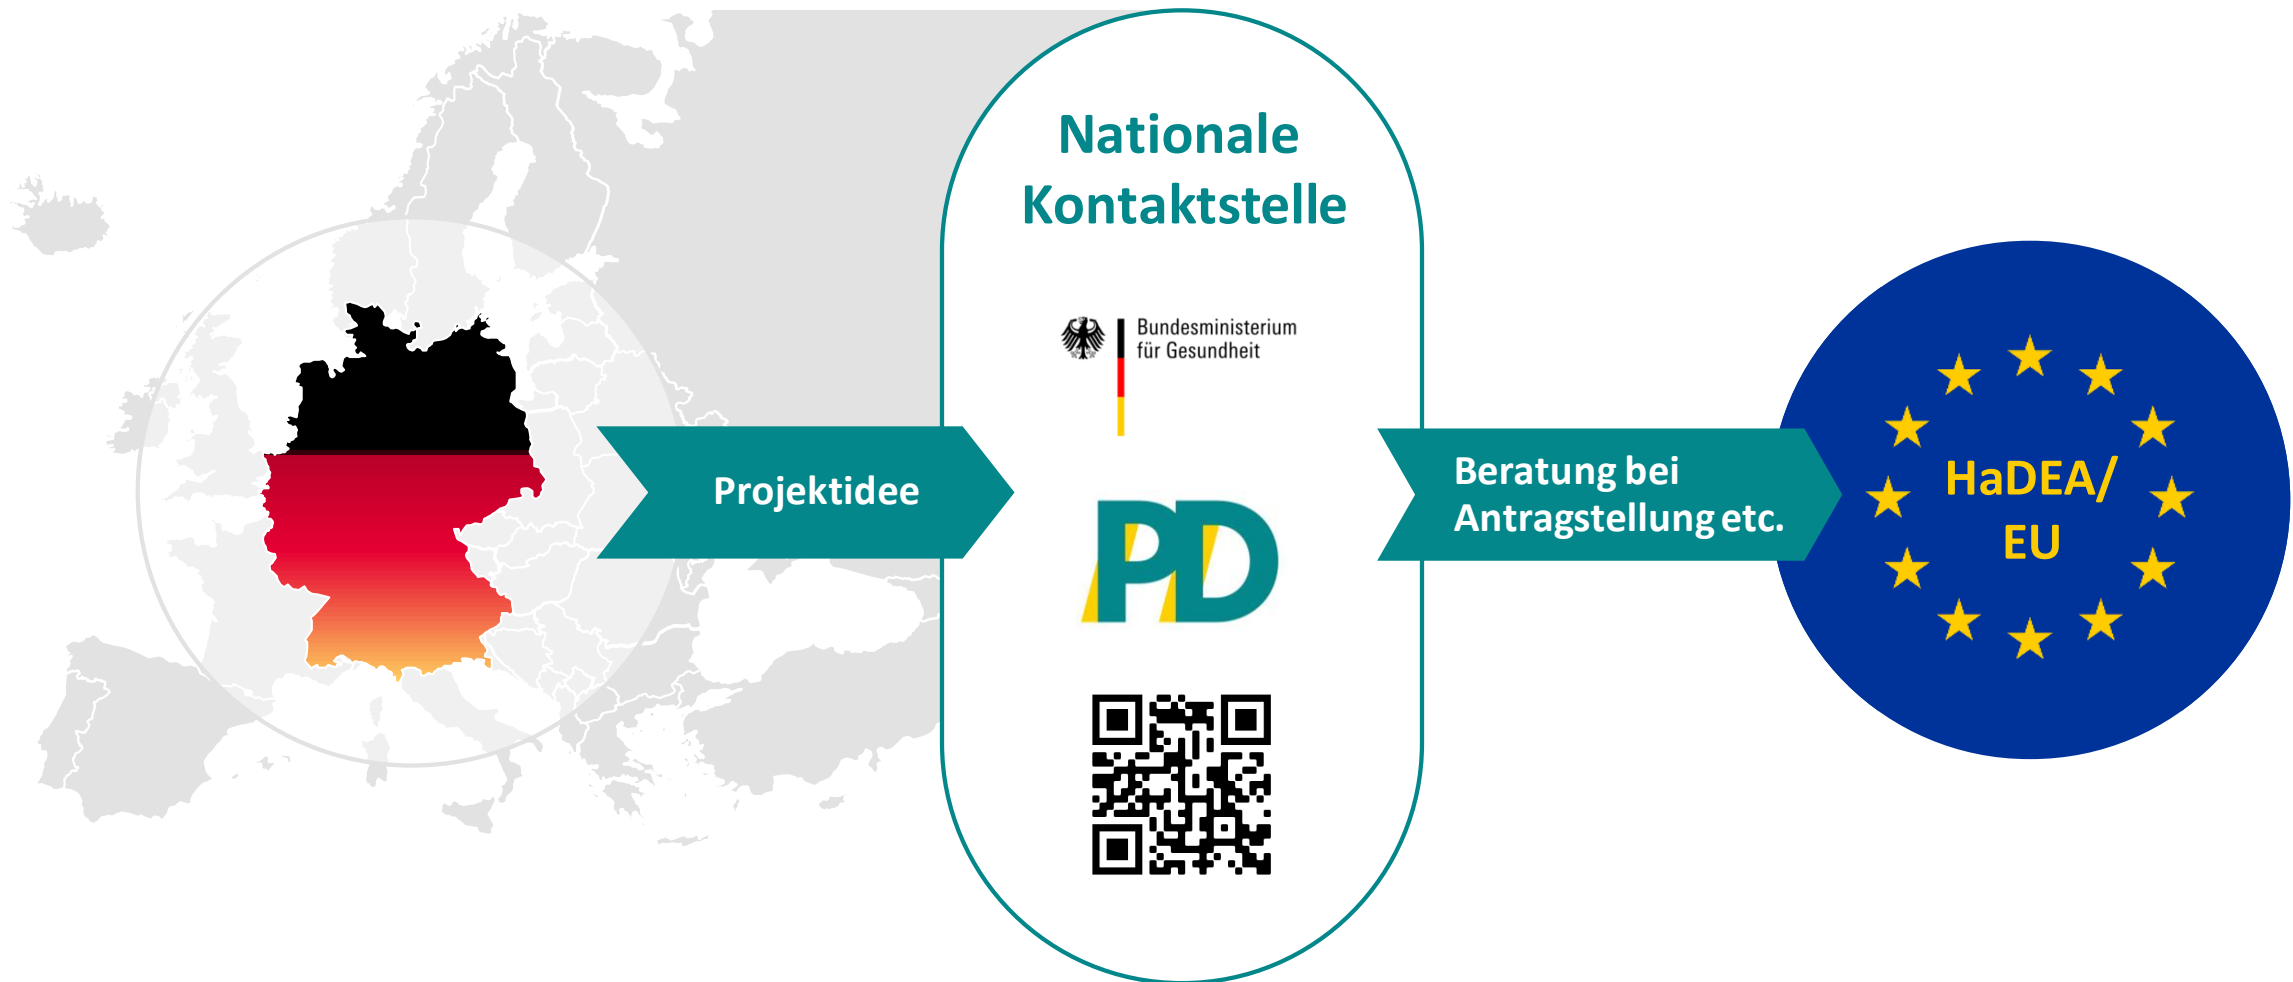 Nationale
Kontaktstelle
Bundesministerium
für Gesundheit
Projektidee
PD
Beratung bei
Antragstellung etc.
HaDEA/
EU